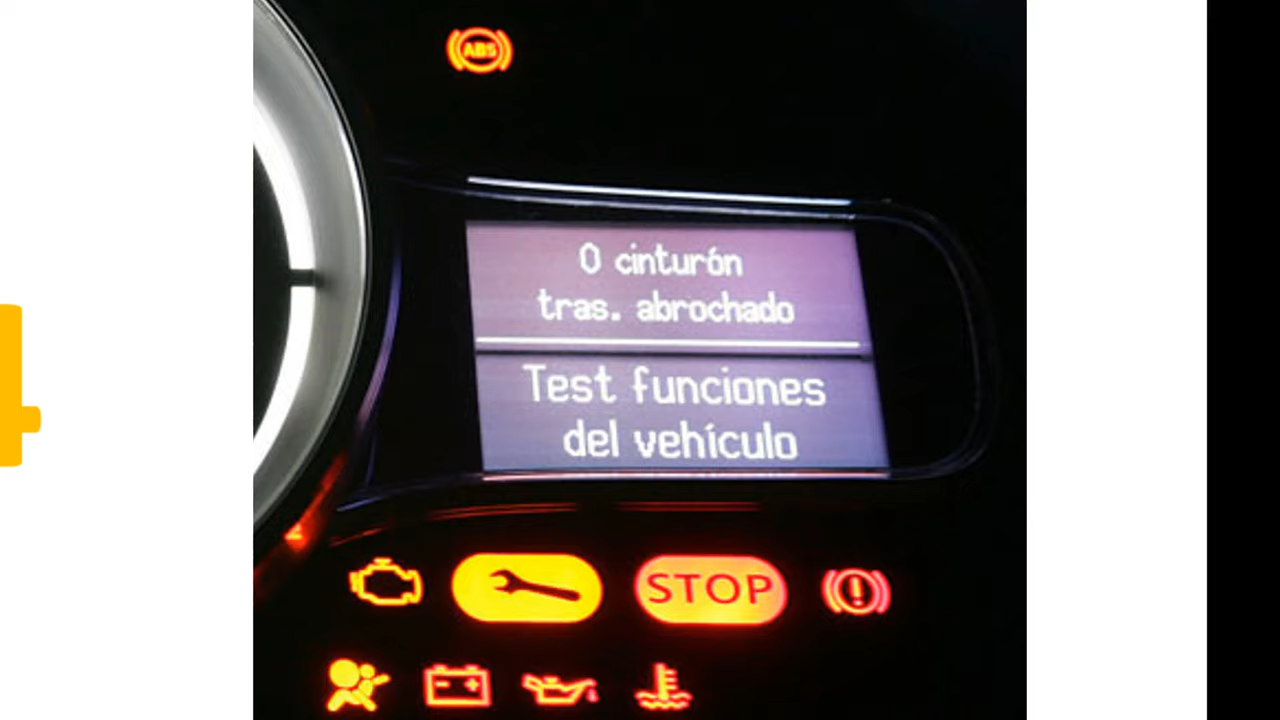 ABS
0 cinturón
tras. abrochado
Test funciones
del vehículo
STOP